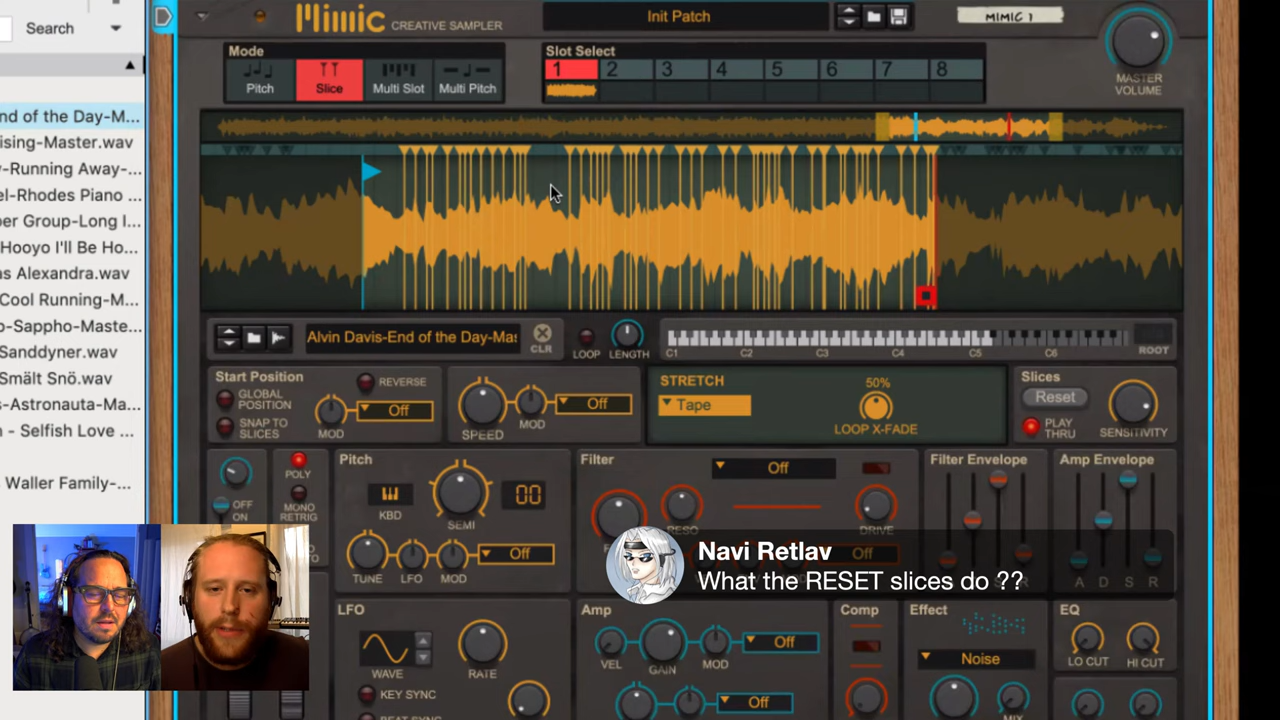 Search
Mimic CREATIVE SAMPLER
Init Patch
MIMIC 1
MASTER
VOLUME
Mode
Pitch
Slice
Multi Slot
Multi Pitch
Slot Select
1 2 3 4 5 6 7 8
nd of the Day-M...
ising-Master.wav
-Running Away-...
el-Rhodes Piano
per Group-Long I...
Hooyo I'll Be Ho...
as Alexandra.wav
Cool Running-M...
o-Sappho-Maste...
Sanddyner.wav
Smält Snö.wav
s-Astronauta-Ma...
n - Selfish Love ...
Waller Family-...
Alvin Davis-End of the Day-Mas
CLR
LOOP
LENGTH
C1 C2 C3 C4 C5 C6
ROOT
Start Position
REVERSE
GLOBAL
POSITION
SNAP TO
SLICES
MOD
Off
SPEED
MOD
Off
STRETCH
Tape
50%
LOOP X-FADE
Slices
Reset
PLAY
THRU
SENSITIVITY
OFF
ON
POLY
MONO
RETRIG
Pitch
KBD
SEMI
00
TUNE
LFO
MOD
Off
Filter
Off
RESO
DRIVE
Off
Filter Envelope
Amp Envelope
A D S R
Navi Retlav
What the RESET slices do ??
LFO
WAVE
RATE
KEY SYNC
BEAT SYNC
Amp
VEL
GAIN
MOD
Off
Off
Comp
Effect
Noise
MIX
EQ
LO CUT
HI CUT